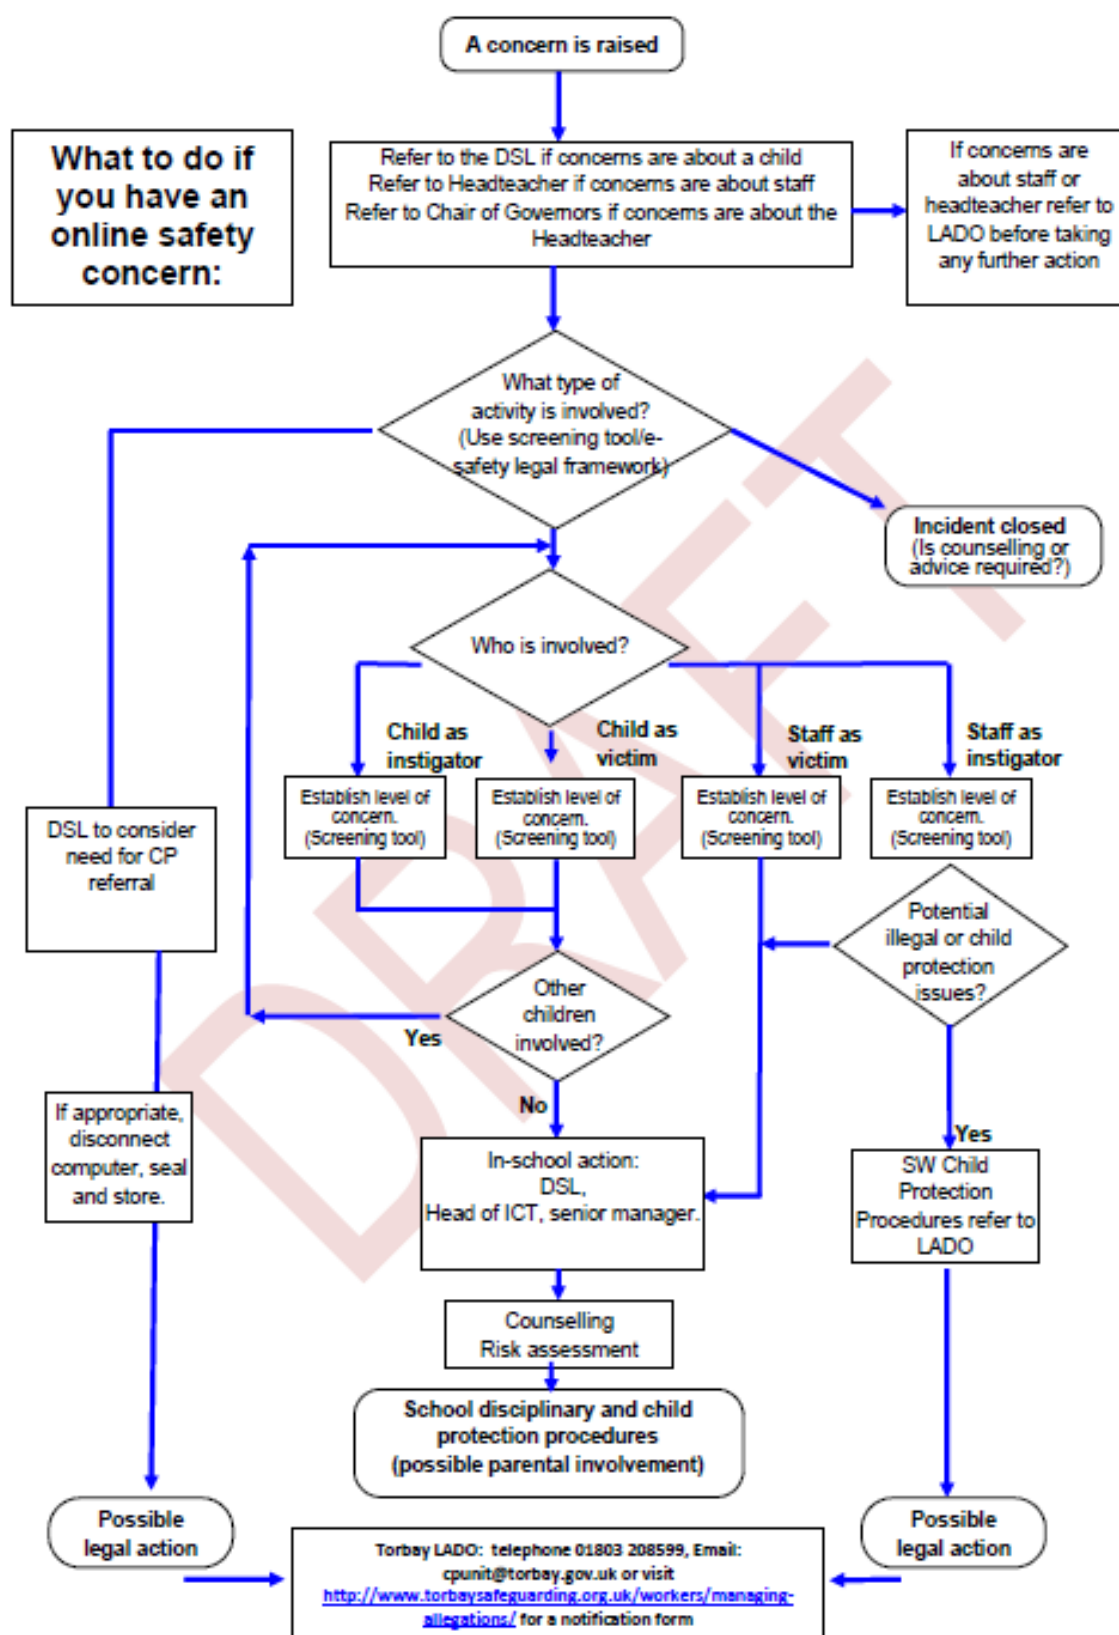 A concern is raised
What to do if
you have an
online safety
concern:
Refer to the DSL if concerns are about a child
Refer to Headteacher if concerns are about staff
Refer to Chair of Governors if concerns are about the
Headteacher
If concerns are
about staff or
headteacher refer to
LADO before taking
any further action
What type of
activity is involved?
(Use screening tool/e-
safety legal framework)
Incident closed
(Is counselling or
advice required?)
Who is involved?
Child as
instigator
Child as
victim
Staff as
victim
Staff as
instigator
Establish level of
concern.
(Screening tool)
Establish level of
concern.
(Screening tool)
Establish level of
concern.
(Screening tool)
Establish level of
concern.
(Screening tool)
DSL to consider
need for CP
referral
Potential
illegal or child
protection
issues?
Other
children
involved?
Yes
No
If appropriate,
disconnect
computer, seal
and store.
In-school action:
DSL,
Head of ICT, senior manager.
Yes
SW Child
Protection
Procedures refer to
LADO
Counselling
Risk assessment
School disciplinary and child
protection procedures
(possible parental involvement)
Possible
legal action
Possible
legal action
Torbay LADO: telephone 01803 208599, Email:
cpunit@torbay.gov.uk or visit
http://www.torbaysafeguarding.org.uk/workers/managing-
allegations/ for a notification form
DRAFT